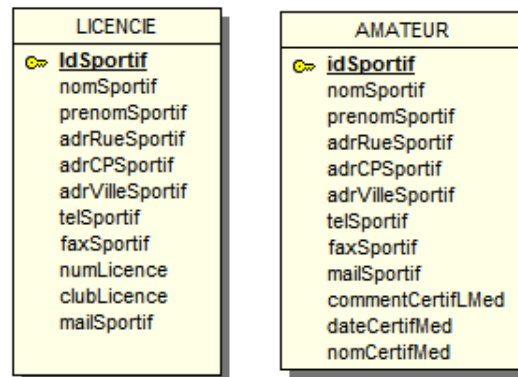 LICENCIE
IdSportif
nomSportif
prenomSportif
adrRueSportif
adrCPSportif
adrVilleSportif
telSportif
faxSportif
numLicence
clubLicence
mailSportif
AMATEUR
idSportif
nomSportif
prenomSportif
adrRueSportif
adrCPSportif
adrVilleSportif
telSportif
faxSportif
mailSportif
commentCertifLMed
dateCertifMed
nomCertifMed